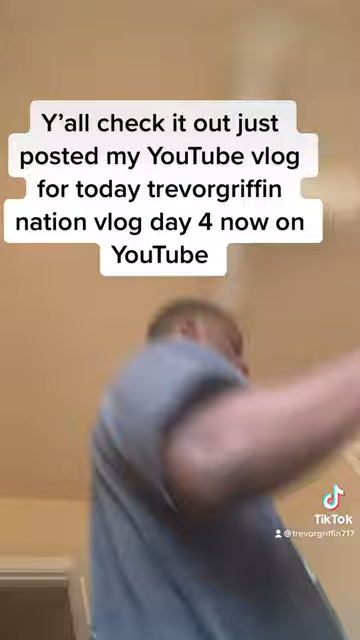 Y'all check it out just
posted my YouTube vlog
for today trevorgriffin
nation vlog day 4 now on
YouTube
TikTok
@trevorgriffin717